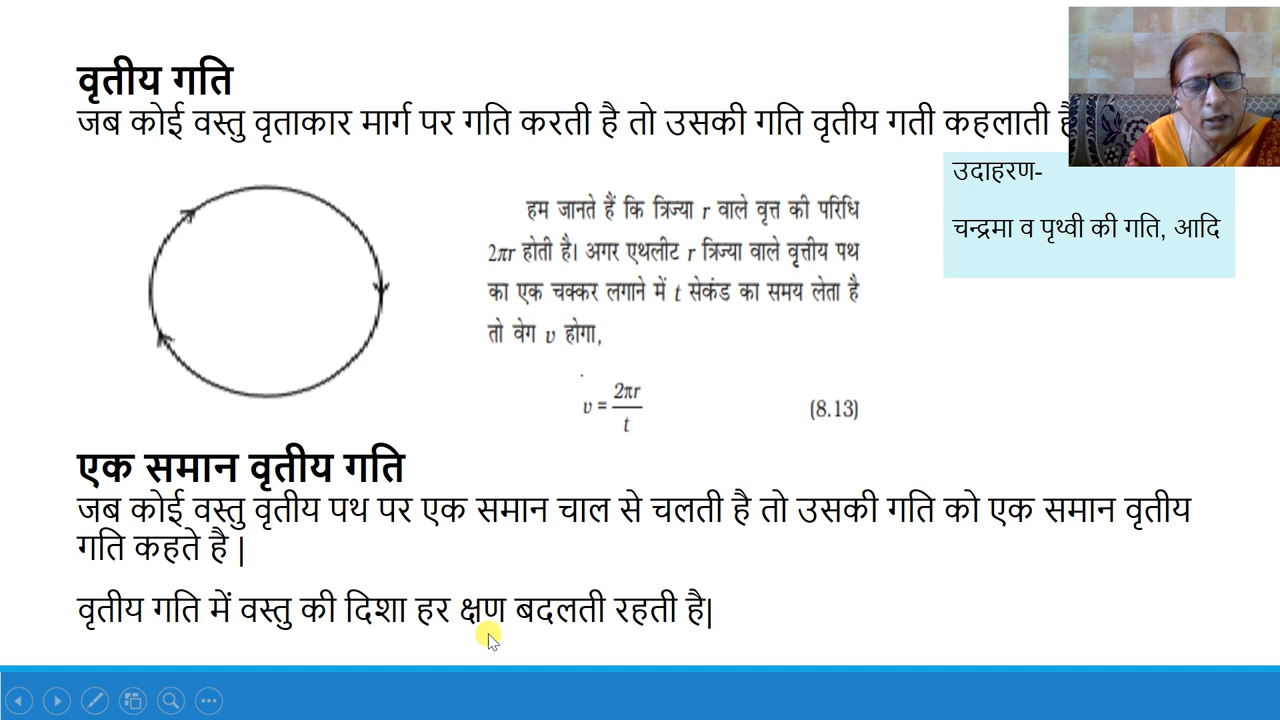 वृतीय गति
जब कोई वस्तु वृताकार मार्ग पर गति करती है तो उसकी गति वृतीय गती कहलाती है
उदाहरण-
चन्द्रमा व पृथ्वी की गति, आदि
हम जानते हैं कि त्रिज्या r वाले वृत्त की परिधि
2πr होती है। अगर एथलीट r त्रिज्या वाले वृत्तीय पथ
का एक चक्कर लगाने में t सेकंड का समय लेता है
तो वेग υ होगा,
υ = 2πr / t (8.13)
एक समान वृतीय गति
जब कोई वस्तु वृतीय पथ पर एक समान चाल से चलती है तो उसकी गति को एक समान वृतीय
गति कहते है |
वृतीय गति में वस्तु की दिशा हर क्षण बदलती रहती है|